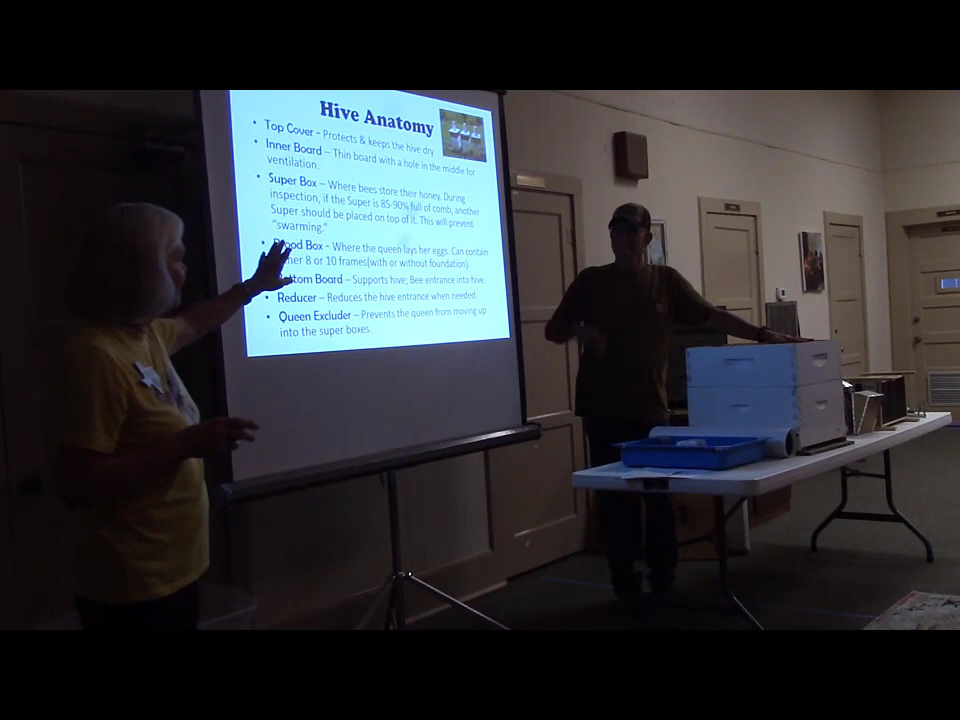 Hive Anatomy
• Top Cover - Protects & keeps the hive dry
• Inner Board – Thin board with a hole in the middle for
ventilation.
• Super Box – Where bees store their honey. During
inspection, if the Super is 85-90% full of comb, another
Super should be placed on top of it. This will prevent
"swarming."
• Brood Box - Where the queen lays her eggs. Can contain
8 or 10 frames(with or without foundation).
Bottom Board – Supports hive; Bee entrance into hive.
• Reducer – Reduces the hive entrance when needed.
• Queen Excluder – Prevents the queen from moving up
into the super boxes.